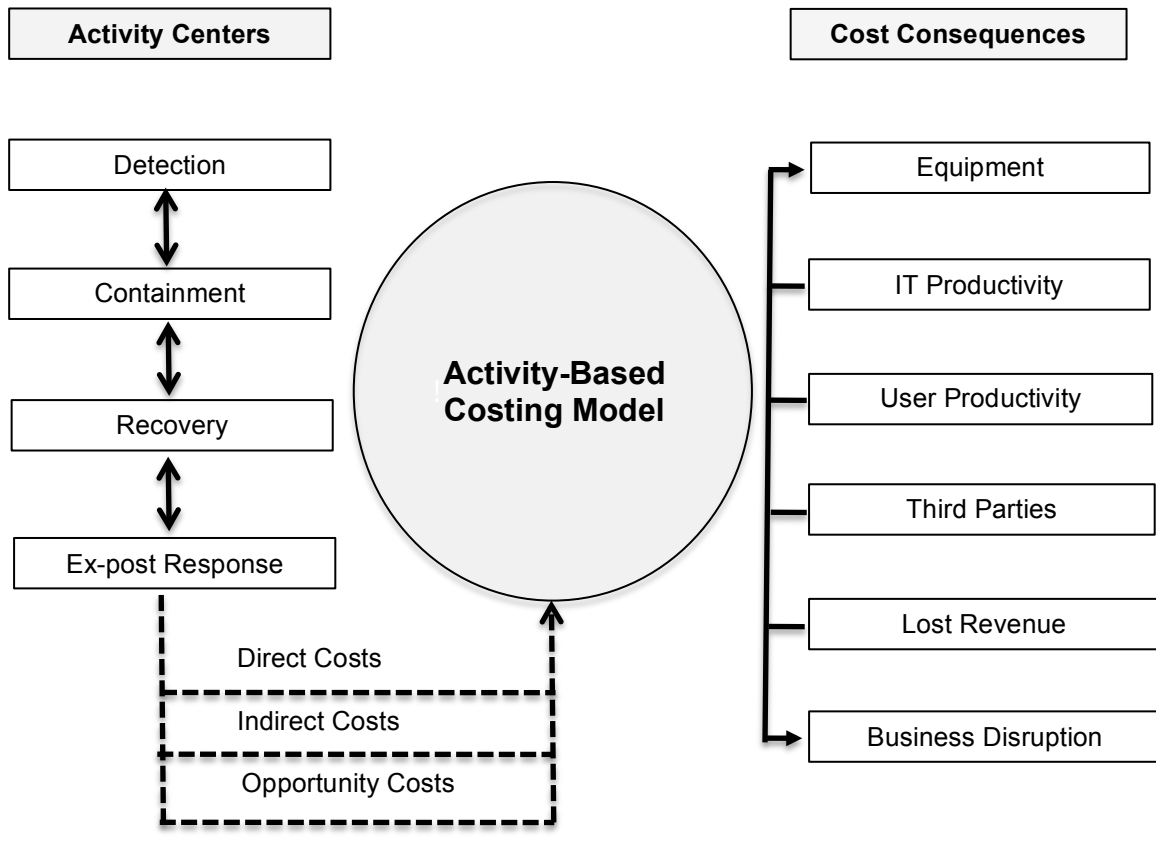 Activity Centers
Cost Consequences
Detection
Containment
Recovery
Ex-post Response
Direct Costs
Indirect Costs
Opportunity Costs
Activity-Based
Costing Model
Equipment
IT Productivity
User Productivity
Third Parties
Lost Revenue
Business Disruption